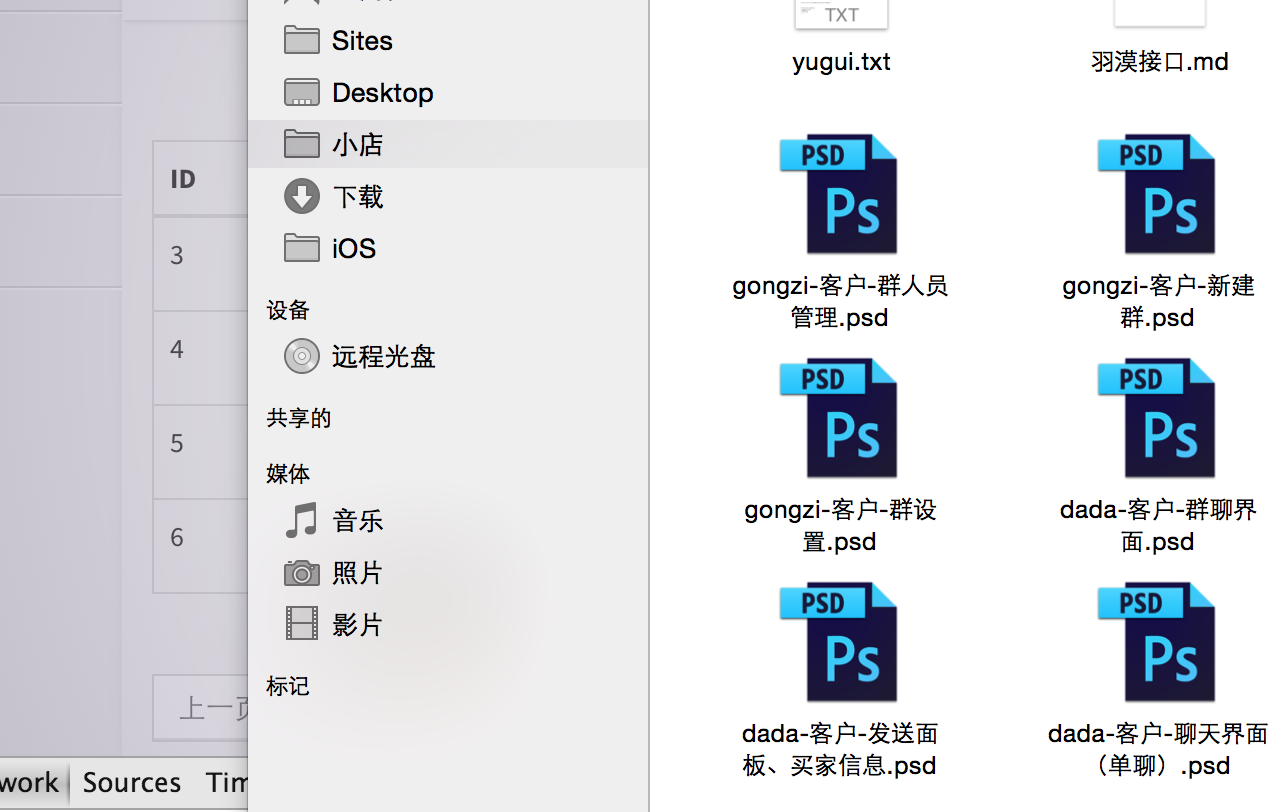 ID
3
4
5
6
上一
work
Sources
Tim
Sites
Desktop
小店
下载
iOS
设备
远程光盘
共享的
媒体
音乐
照片
影片
标记
TXT
yugui.txt
羽漠接口.md
PSD
Ps
gongzi-客户-群人员
管理.psd
PSD
Ps
gongzi-客户-新建
群.psd
PSD
Ps
gongzi-客户-群设
置.psd
PSD
Ps
dada-客户-群聊界
面.psd
PSD
Ps
dada-客户-发送面
板、买家信息.psd
PSD
Ps
dada-客户-聊天界面
（单聊）.psd